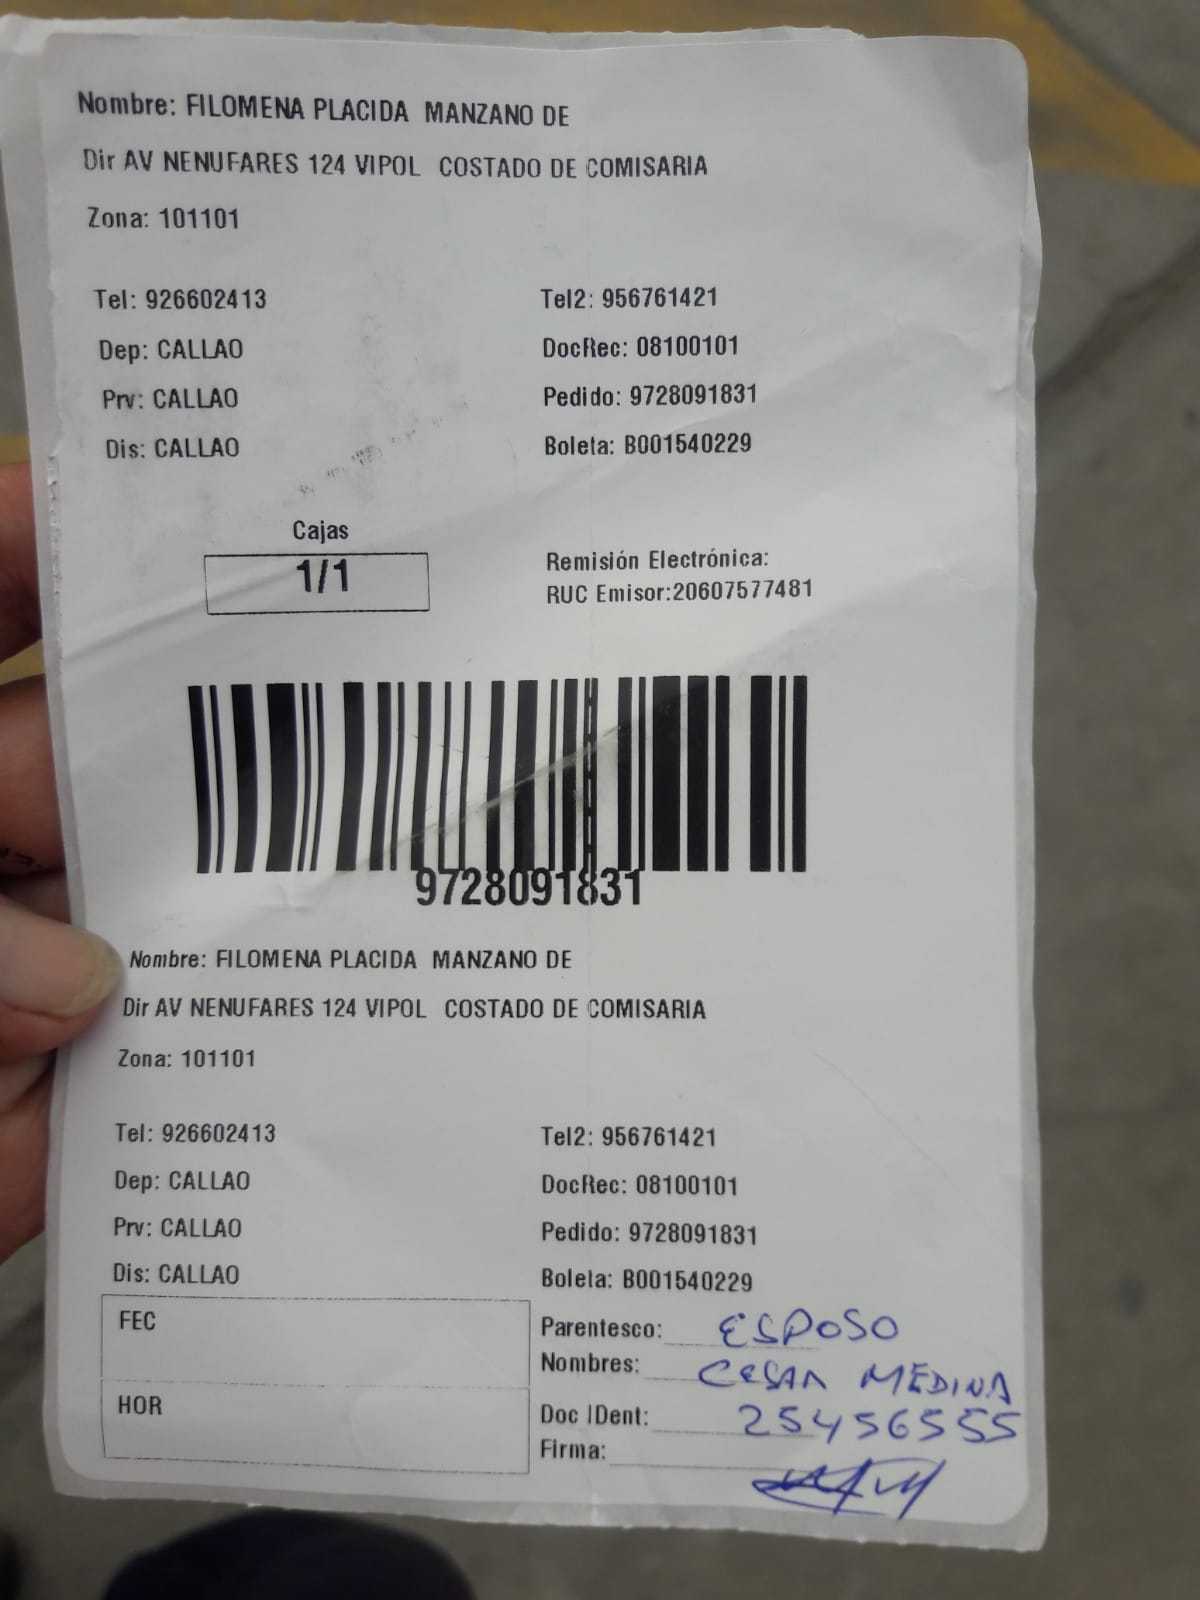 Nombre: FILOMENA PLACIDA MANZANO DE
Dir AV NENUFARES 124 VIPOL COSTADO DE COMISARIA
Zona: 101101
Tel: 926602413 Tel2: 956761421
Dep: CALLAO DocRec: 08100101
Prv: CALLAO Pedido: 9728091831
Dis: CALLAO Boleta: B001540229
Cajas
1/1
Remisión Electrónica:
RUC Emisor:20607577481
9728091831
Nombre: FILOMENA PLACIDA MANZANO DE
Dir AV NENUFARES 124 VIPOL COSTADO DE COMISARIA
Zona: 101101
Tel: 926602413 Tel2: 956761421
Dep: CALLAO DocRec: 08100101
Prv: CALLAO Pedido: 9728091831
Dis: CALLAO Boleta: B001540229
FEC
HOR
Parentesco: ESPOSO
Nombres: CESAR MEDINA
Doc IDent: 25456555
Firma: